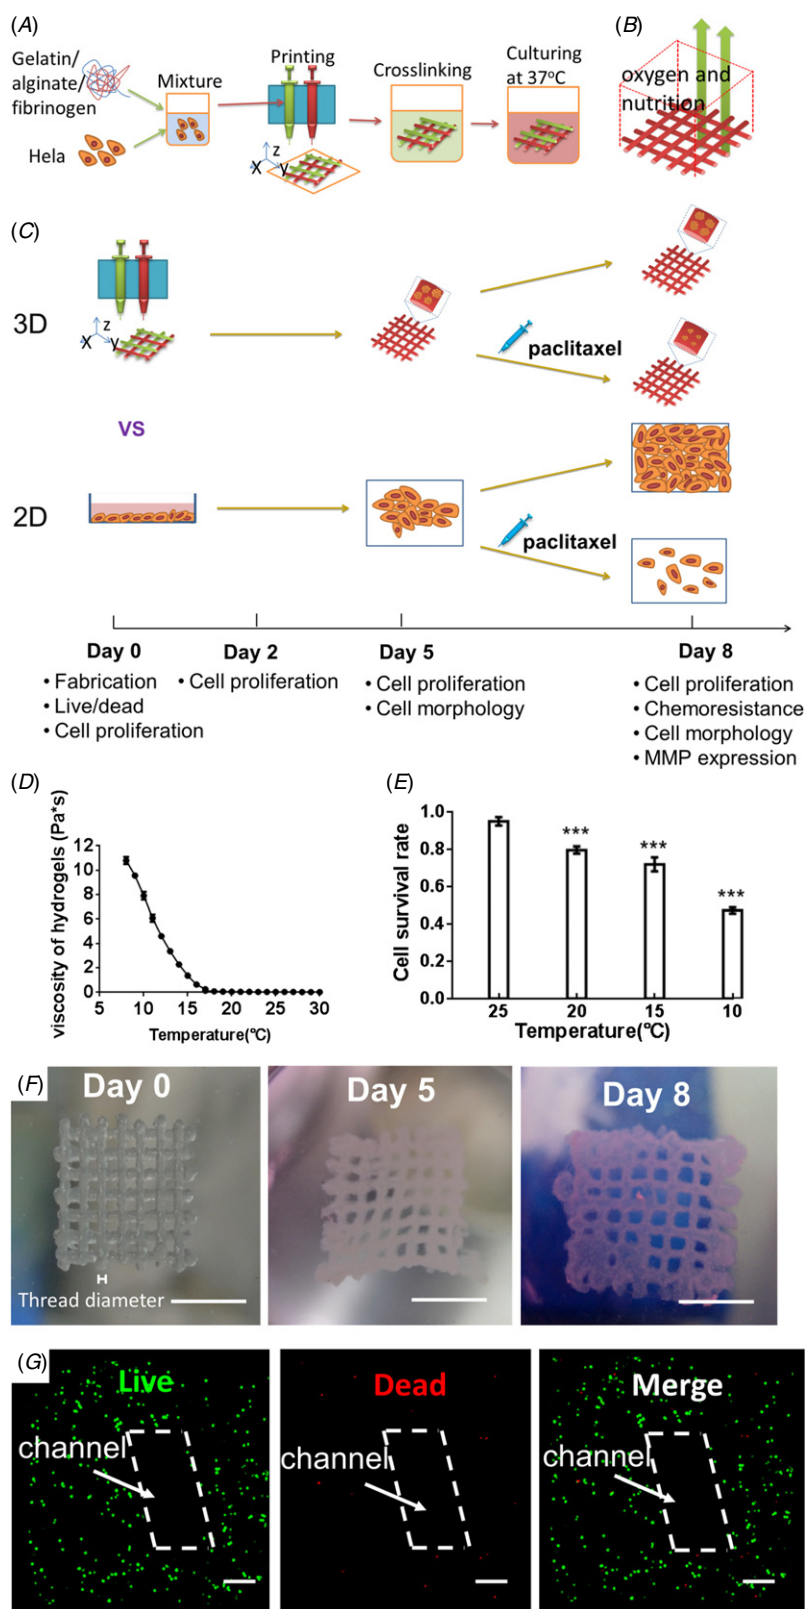 (A)
Gelatin/
alginate/
fibrinogen
Hela
Mixture
Printing
z
X
y
Crosslinking
Culturing
at 37°C
(B)
oxygen and
nutrition
(C)
3D
z
X
y
paclitaxel
VS
2D
paclitaxel
Day 0
• Fabrication
• Live/dead
• Cell proliferation
Day 2
• Cell proliferation
Day 5
• Cell proliferation
• Cell morphology
Day 8
• Cell proliferation
• Chemoresistance
• Cell morphology
• MMP expression
(D)
viscosity of hydrogels (Pa*s)
12
10
8
6
4
2
0
5 10 15 20 25 30
Temperature(°C)
(E)
Cell survival rate
1.0
0.8
0.6
0.4
0.2
0.0
*** *** ***
25 20 15 10
Temperature(°C)
(F)
Day 0
Thread diameter
Day 5
Day 8
(G)
Live
channel
Dead
channel
Merge
channel